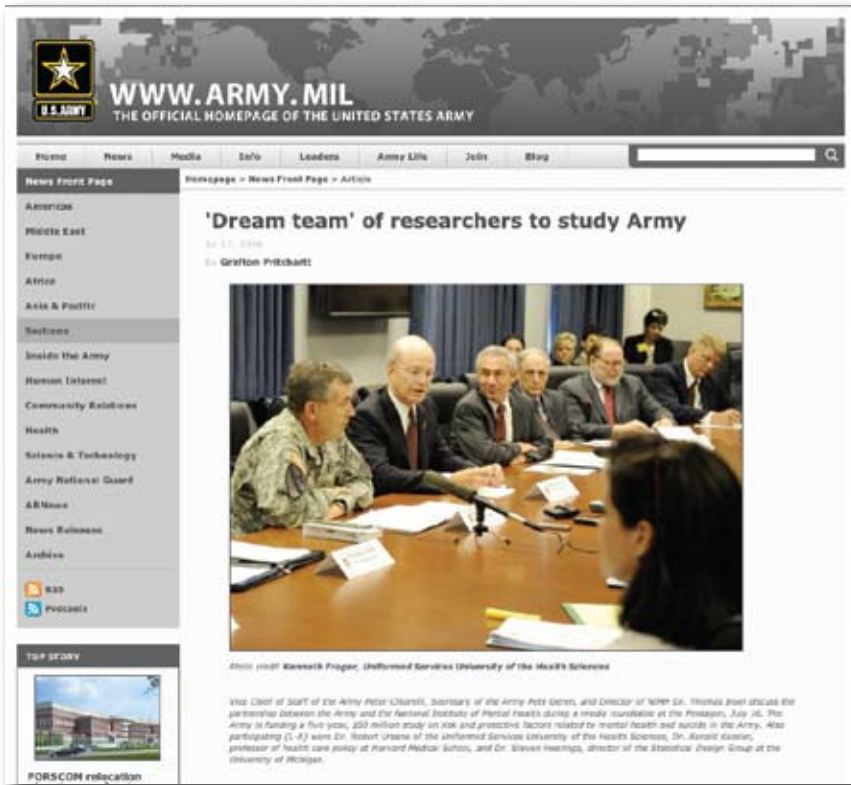 U.S.ARMY
WWW.ARMY.MIL
THE OFFICIAL HOMEPAGE OF THE UNITED STATES ARMY
Home News Media Info Leaders Army Life Join Blog
News Front Page
Homepage > News Front Page > Article
Americas
Middle East
Europe
Africa
Asia & Pacific
Sections
Inside the Army
Human Interest
Community Relations
Health
Science & Technology
Army National Guard
ARNews
News Releases
Archive
RSS
Podcasts
TOP STORY
FORSCOM relocation
'Dream team' of researchers to study Army
By Grafton Pritchartt
Photo credit Kenneth Frager, Uniformed Services University of the Health Sciences
Vice Chief of Staff of the Army Peter Chiarelli, Secretary of the Army Pete Geren, and Director of NIMH Dr. Thomas Insel discuss the
partnership between the Army and the National Institute of Mental Health during a media roundtable at the Pentagon, July 16. The
Army is funding a five-year, $50 million study on risk and protective factors related to mental health and suicide in the Army. Also
participating (L-R) were Dr. Robert Ursano of the Uniformed Services University of the Health Sciences, Dr. Ronald Kessler,
professor of health care policy at Harvard Medical School, and Dr. Steven Heeringa, director of the Statistical Design Group at the
University of Michigan.